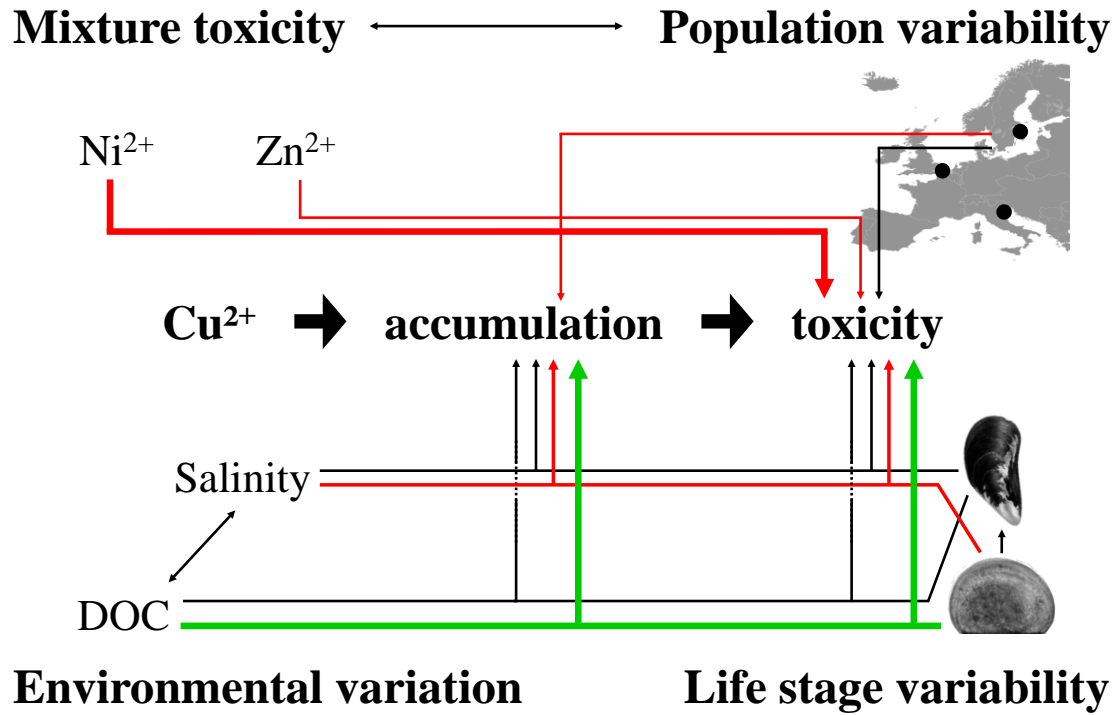 Mixture toxicity
Population variability
Ni²⁺
Zn²⁺
Cu²⁺
accumulation
toxicity
Salinity
DOC
Environmental variation
Life stage variability